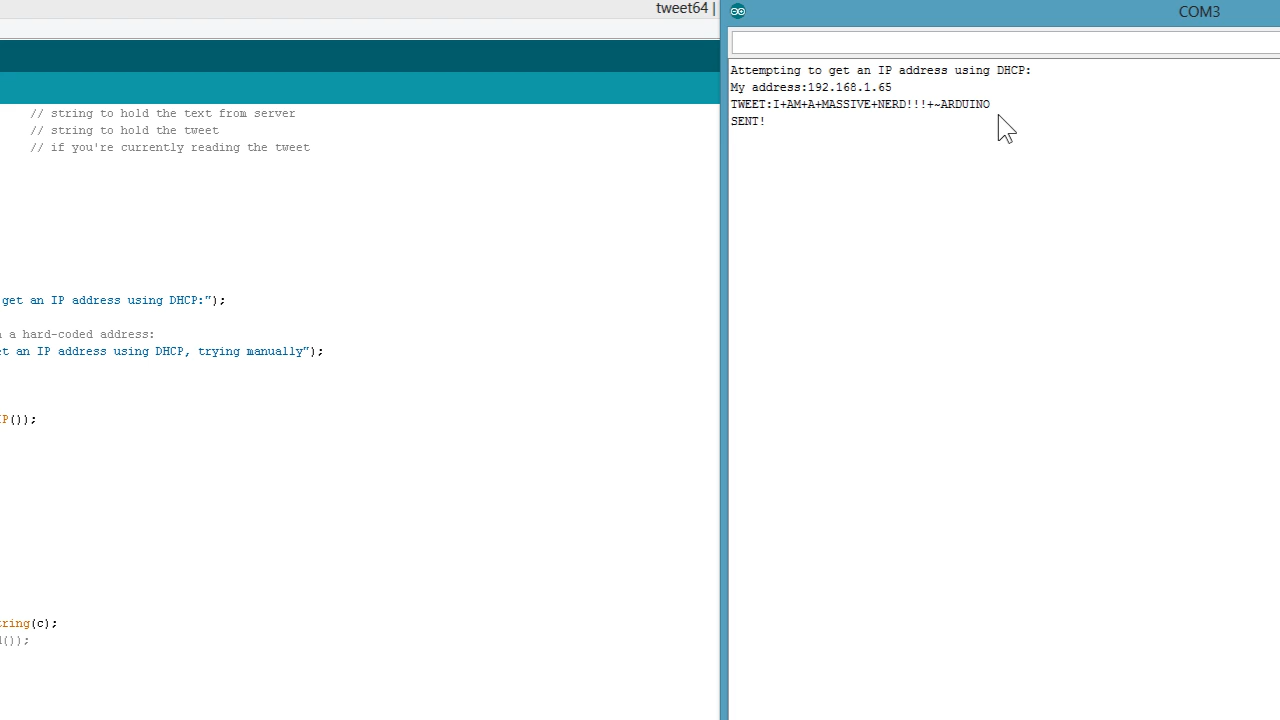 tweet64 |
// string to hold the text from server
// string to hold the tweet
// if you're currently reading the tweet
get an IP address using DHCP:");
a hard-coded address:
et an IP address using DHCP, trying manually");
IP());
tring(c);
());
COM3
Attempting to get an IP address using DHCP:
My address:192.168.1.65
TWEET:I+AM+A+MASSIVE+NERD!!!+~ARDUINO
SENT!